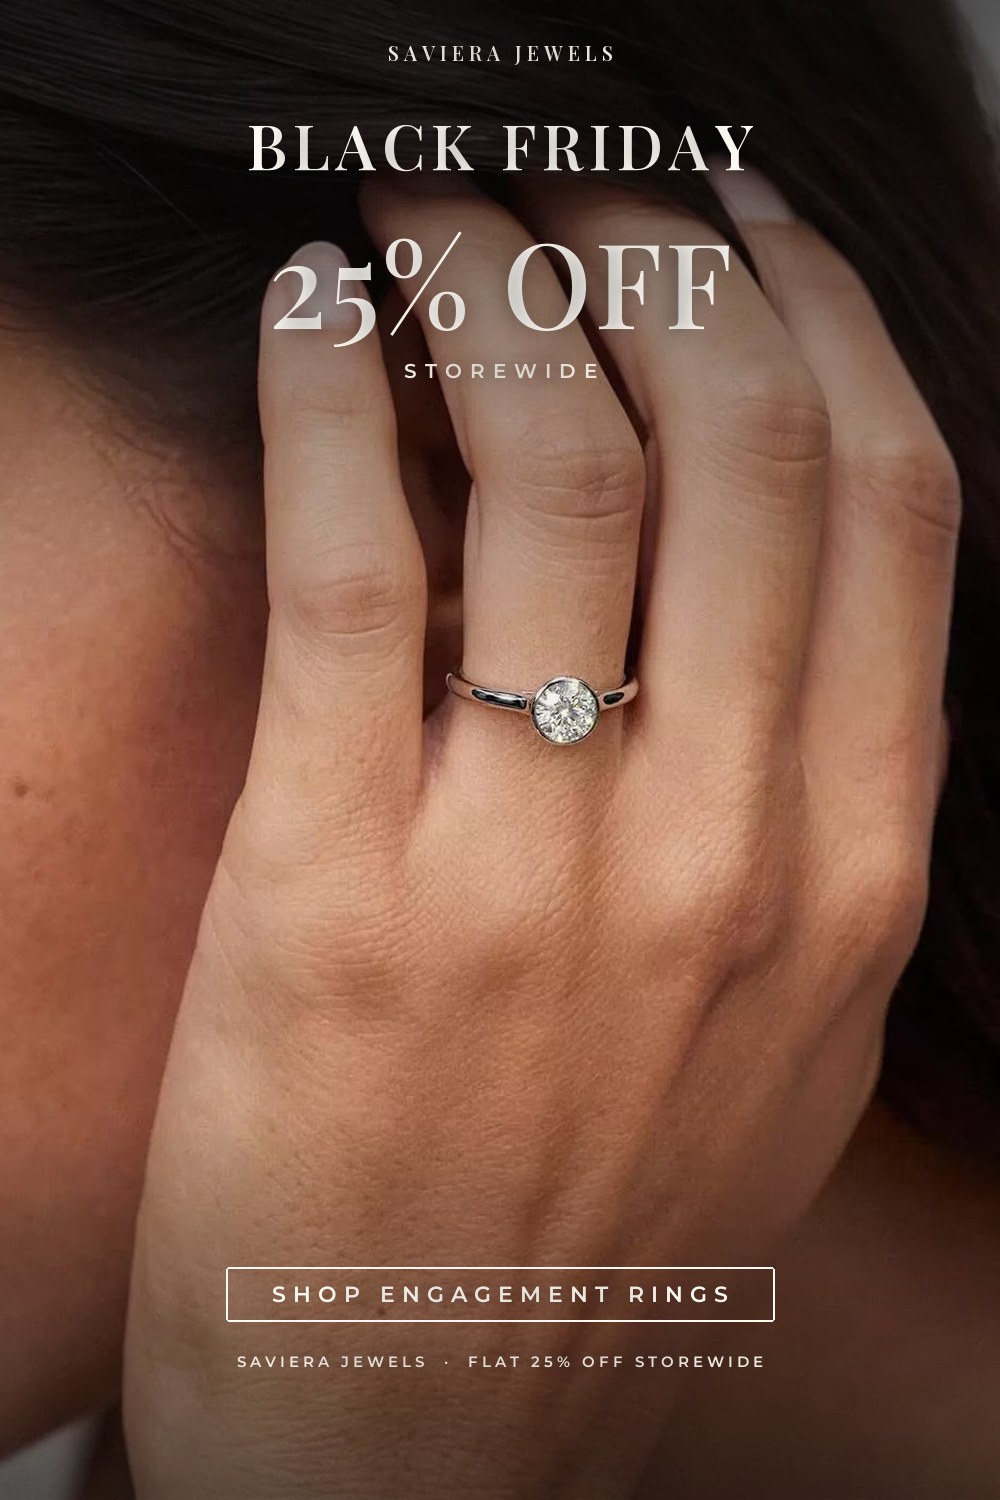 SAVIERA JEWELS
BLACK FRIDAY
25% OFF
STOREWIDE
SHOP ENGAGEMENT RINGS
SAVIERA JEWELS · FLAT 25% OFF STOREWIDE